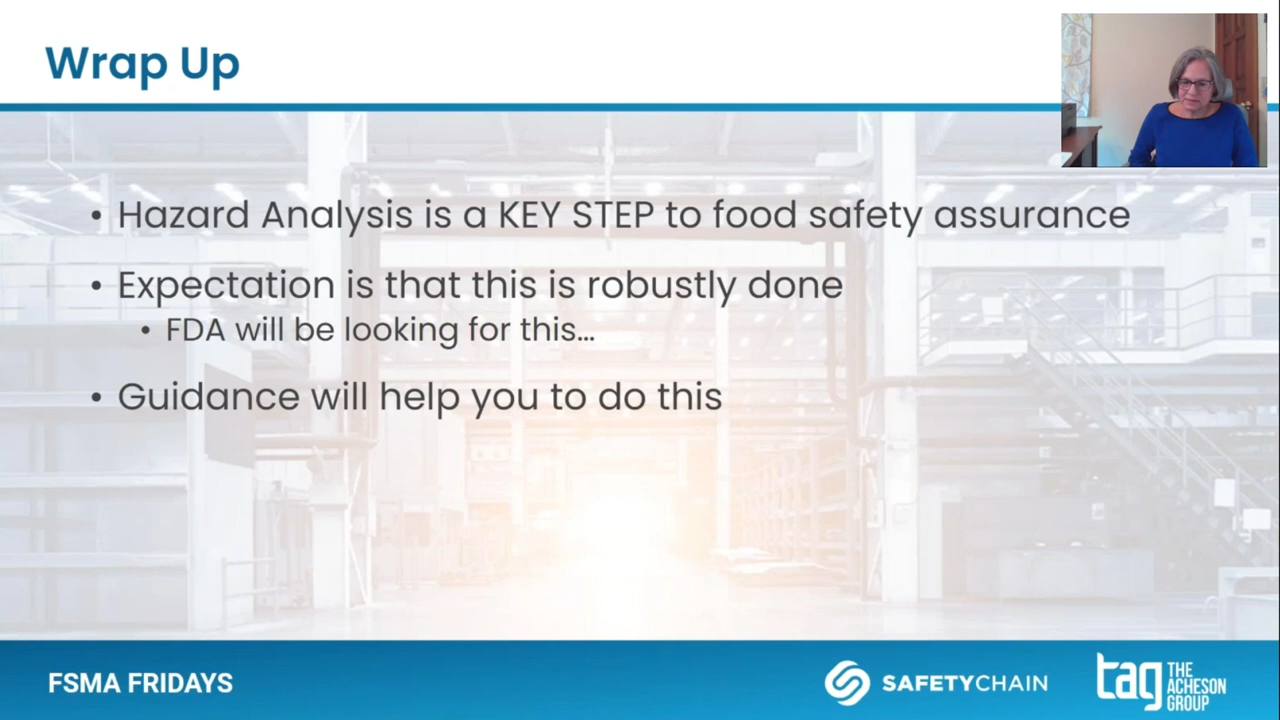 Wrap Up
• Hazard Analysis is a KEY STEP to food safety assurance
• Expectation is that this is robustly done
• FDA will be looking for this...
• Guidance will help you to do this
FSMA FRIDAYS
SAFETYCHAIN
tag THE ACHESON GROUP